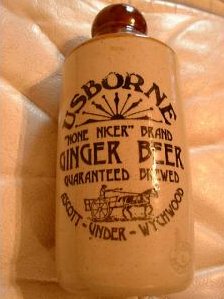 USBORNE
"NONE NICER" BRAND
GINGER BEER
GUARANTEED BREWED
ASCOTT-UNDER-WYCHWOOD